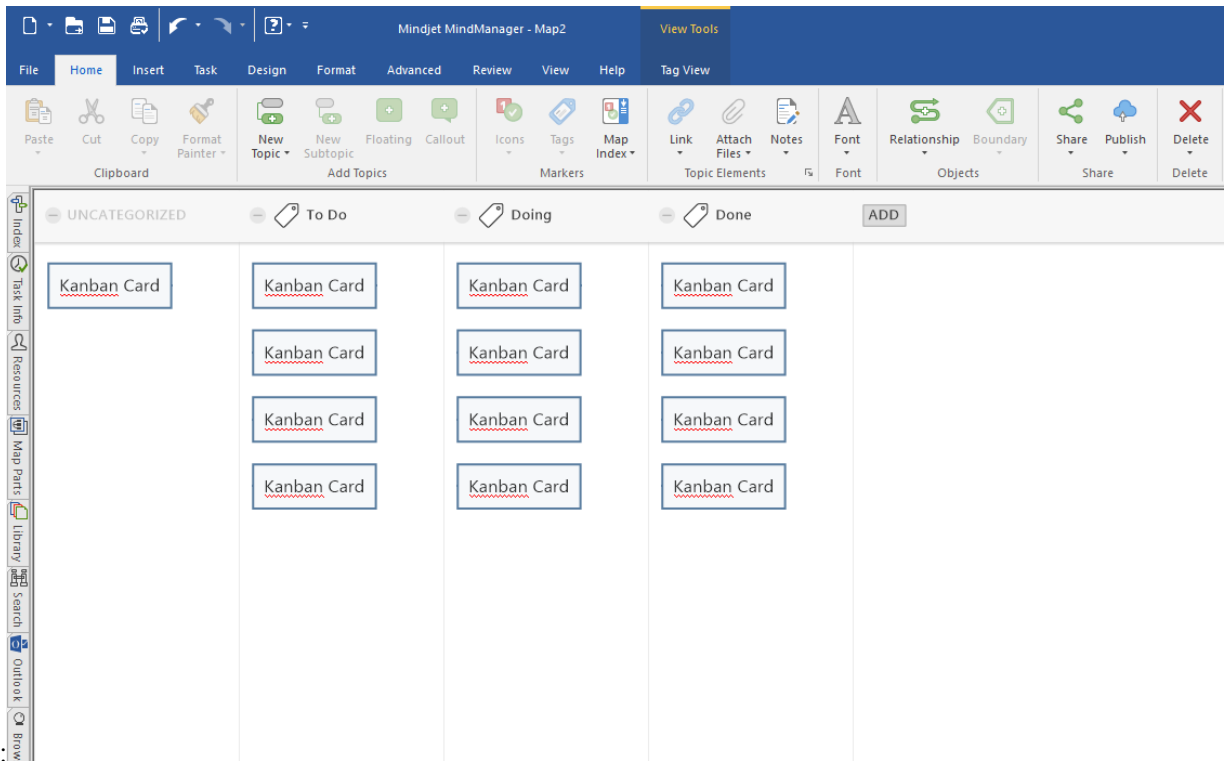 Mindjet MindManager - Map2
View Tools
File Home Insert Task Design Format Advanced Review View Help Tag View
Paste Cut Copy Format Painter
Clipboard
New Topic New Subtopic Floating Callout
Add Topics
Icons Tags Map Index
Markers
Link Attach Files Notes
Topic Elements
Font
Font
Relationship Boundary
Objects
Share Publish
Share
Delete
Delete
Index
Task Info
Resources
Map Parts
Library
Search
Outlook
Brow
UNCATEGORIZED To Do Doing Done ADD
Kanban Card Kanban Card Kanban Card Kanban Card
Kanban Card Kanban Card Kanban Card
Kanban Card Kanban Card Kanban Card
Kanban Card Kanban Card Kanban Card